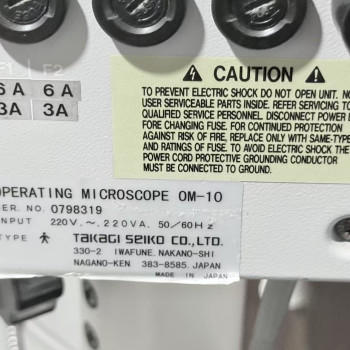 F1 F2
6 A 6 A
3A 3A
⚠ CAUTION ⚠
TO PREVENT ELECTRIC SHOCK DO NOT OPEN UNIT. NO
USER SERVICEABLE PARTS INSIDE. REFER SERVICING TO
QUALIFIED SERVICE PERSONNEL. DISCONNECT POWER
FORE CHANGING FUSE. FOR CONTINUED PROTECTION
AGAINST RISK OF FIRE. REPLACE ONLY WITH SAME-TYPE
AND RATINGS OF FUSE. TO AVOID ELECTRIC SHOCK THE
POWER CORD PROTECTIVE GROUNDING CONDUCTOR
MUST BE CONNECTED TO GROUND.
OPERATING MICROSCOPE OM-10
SER. NO. 0798319
INPUT 220V. ~. 220VA. 50/60Hz
TYPE TAKAGI SEIKO CO.,LTD.
330-2 IWAFUNE. NAKANO-SHI
NAGANO-KEN 383-8585. JAPAN
MADE IN JAPAN